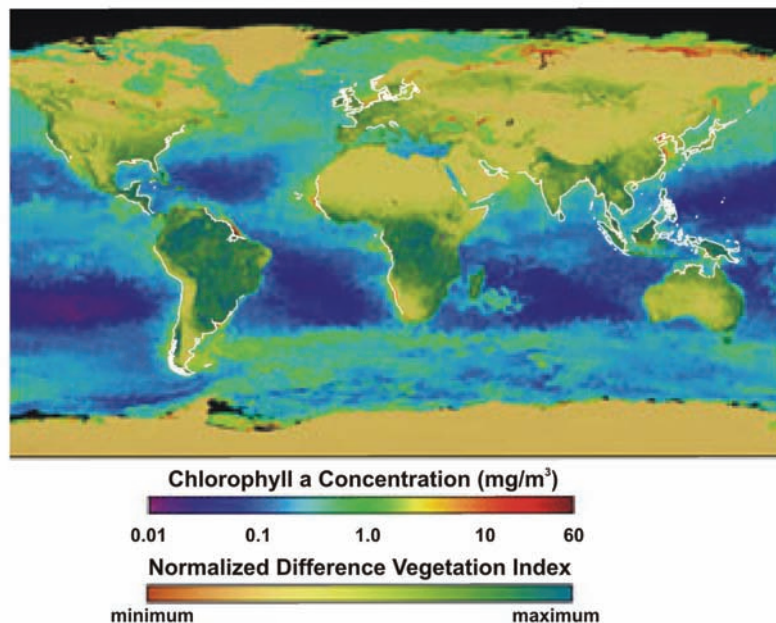 Chlorophyll a Concentration (mg/m³)
0.01 0.1 1.0 10 60
Normalized Difference Vegetation Index
minimum maximum